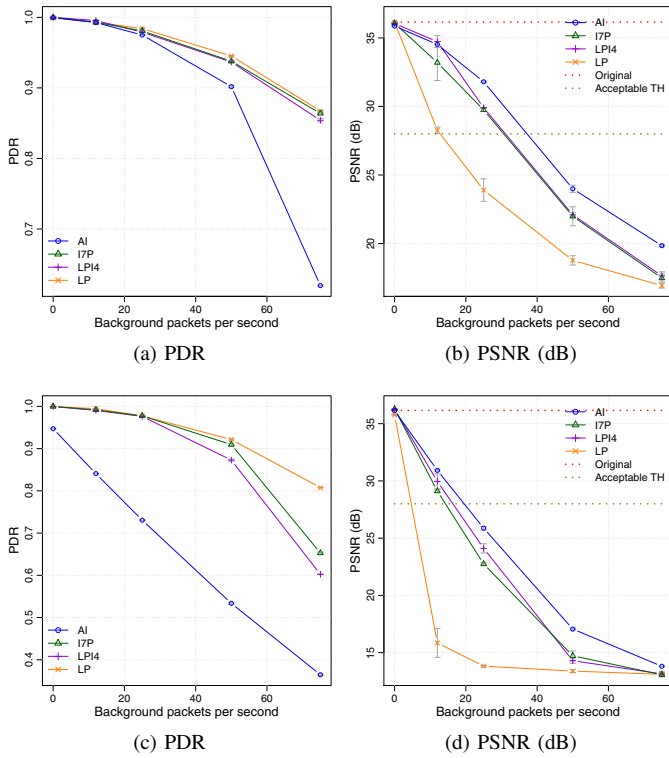 1.0
0.9
0.8
0.7
PDR
AI
I7P
LPI4
LP
0 20 40 60
Background packets per second
(a) PDR
35
30
25
20
PSNR (dB)
AI
I7P
LPI4
LP
Original
Acceptable TH
0 20 40 60
Background packets per second
(b) PSNR (dB)
1.0
0.9
0.8
0.7
0.6
0.5
0.4
PDR
AI
I7P
LPI4
LP
0 20 40 60
Background packets per second
(c) PDR
35
30
25
20
15
PSNR (dB)
AI
I7P
LPI4
LP
Original
Acceptable TH
0 20 40 60
Background packets per second
(d) PSNR (dB)